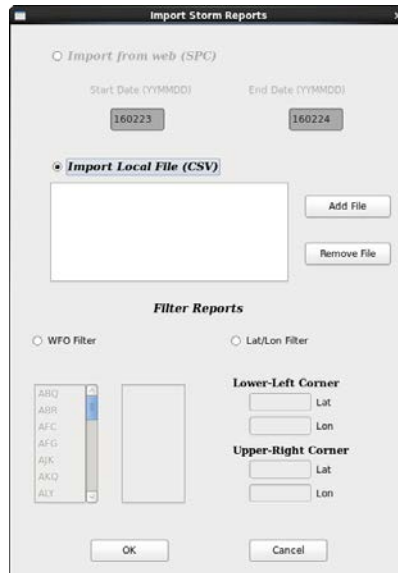 Import Storm Reports
Import from web (SPC)
Start Date (YYMMDD) End Date (YYMMDD)
160223 160224
Import Local File (CSV)
Add File
Remove File
Filter Reports
WFO Filter Lat/Lon Filter
ABQ
ABR
AFC
AFG
AJK
AKQ
ALY
Lower-Left Corner
Lat
Lon
Upper-Right Corner
Lat
Lon
OK Cancel